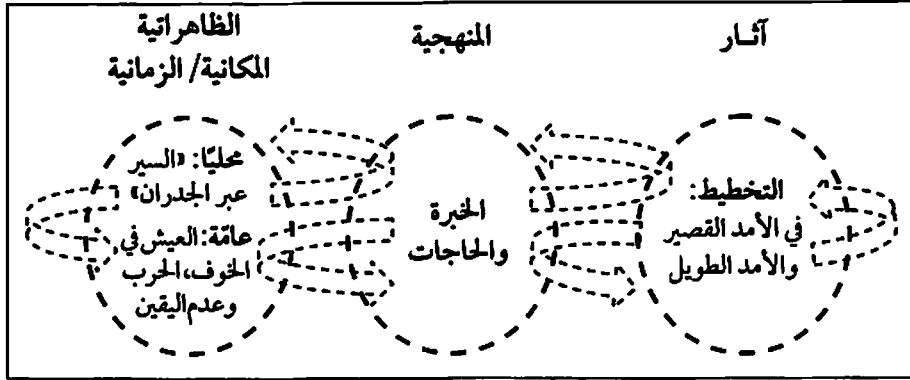 الظاهراتية
المكانية/ الزمانية
محليًا: «السير
عبر الجدران»
عامّة: العيش في
الخوف، الحرب
وعدم اليقين
المنهجية
الخبرة
والحاجات
آثـار
التخطيط:
في الأمد القصير
والأمد الطويل